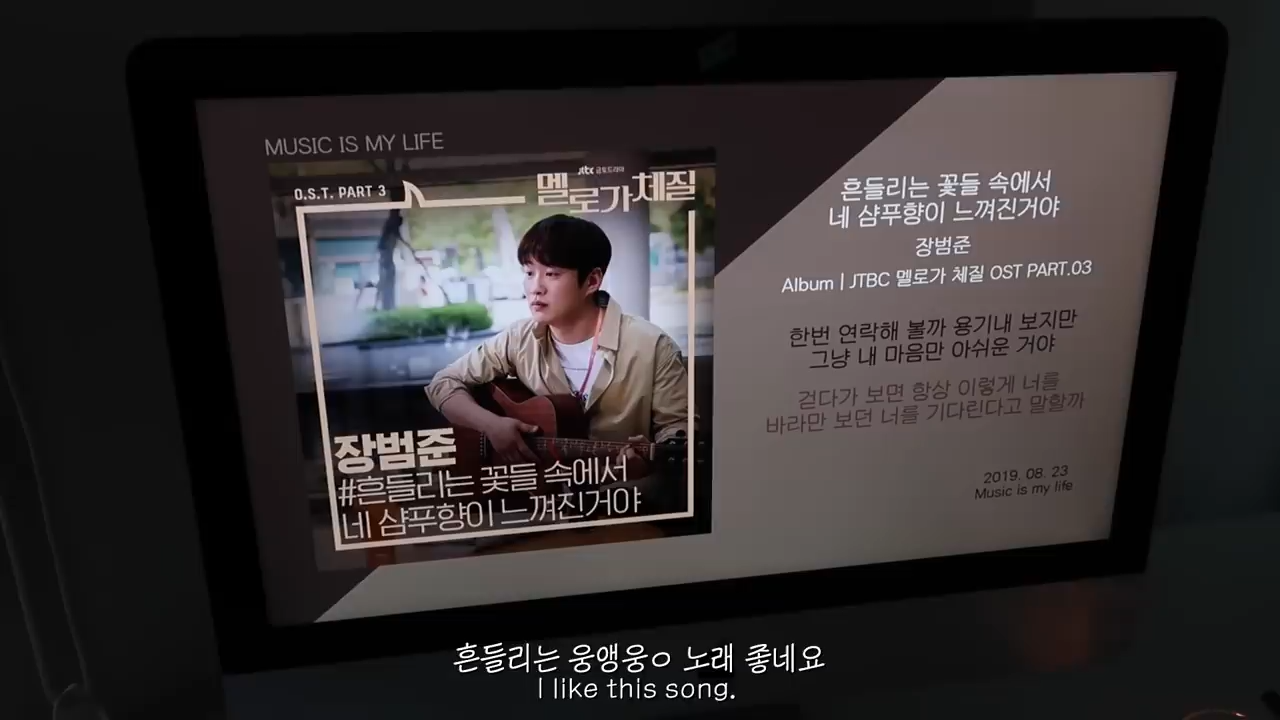 MUSIC IS MY LIFE
O.S.T. PART 3
jtbc 금토드라마
멜로가 체질
장범준
#흔들리는 꽃들 속에서
네 샴푸향이 느껴진거야
흔들리는 꽃들 속에서
네 샴푸향이 느껴진거야
장범준
Album | JTBC 멜로가 체질 OST PART.03
한번 연락해 볼까 용기내 보지만
그냥 내 마음만 아쉬운 거야
걷다가 보면 항상 이렇게 너를
바라만 보던 너를 기다린다고 말할까
2019. 08. 23
Music is my life
흔들리는 웅앵웅ㅇ 노래 좋네요
I like this song.